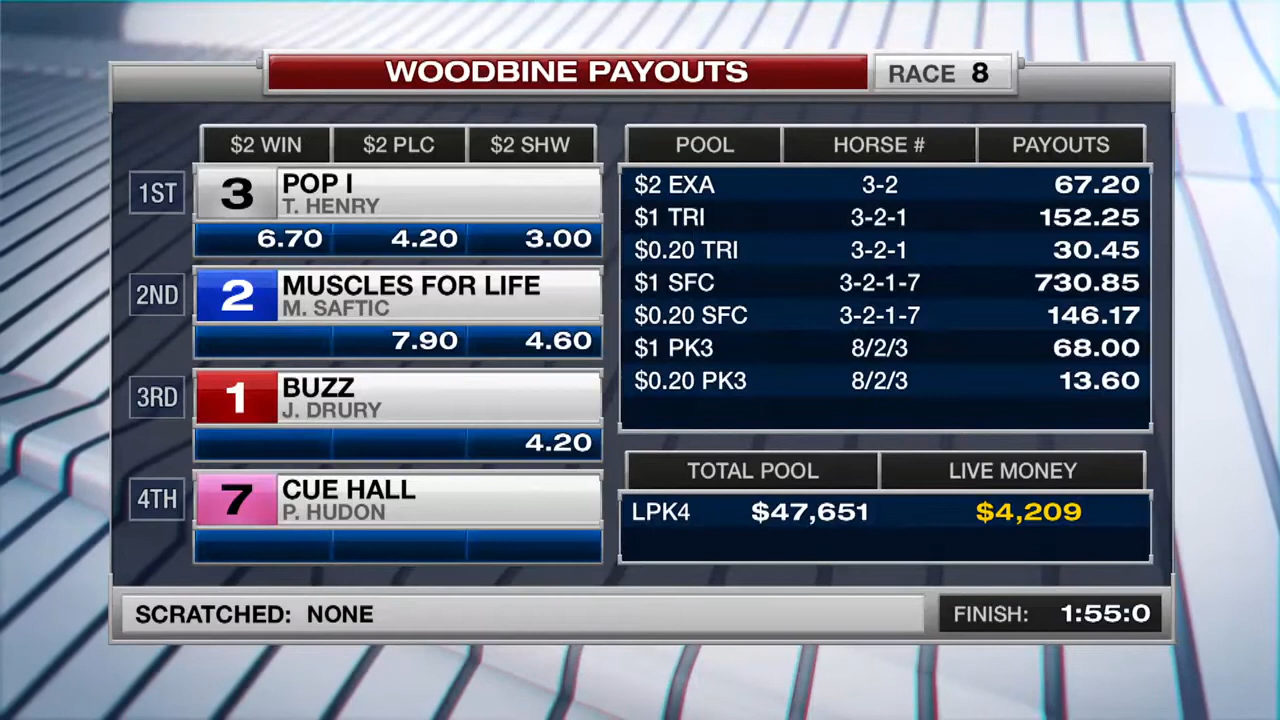 WOODBINE PAYOUTS
RACE 8
$2 WIN $2 PLC $2 SHW
1ST 3 POP I
T. HENRY
6.70 4.20 3.00
2ND 2 MUSCLES FOR LIFE
M. SAFTIC
7.90 4.60
3RD 1 BUZZ
J. DRURY
4.20
4TH 7 CUE HALL
P. HUDON
POOL HORSE # PAYOUTS
$2 EXA 3-2 67.20
$1 TRI 3-2-1 152.25
$0.20 TRI 3-2-1 30.45
$1 SFC 3-2-1-7 730.85
$0.20 SFC 3-2-1-7 146.17
$1 PK3 8/2/3 68.00
$0.20 PK3 8/2/3 13.60
TOTAL POOL LIVE MONEY
LPK4 $47,651 $4,209
SCRATCHED: NONE
FINISH: 1:55:0